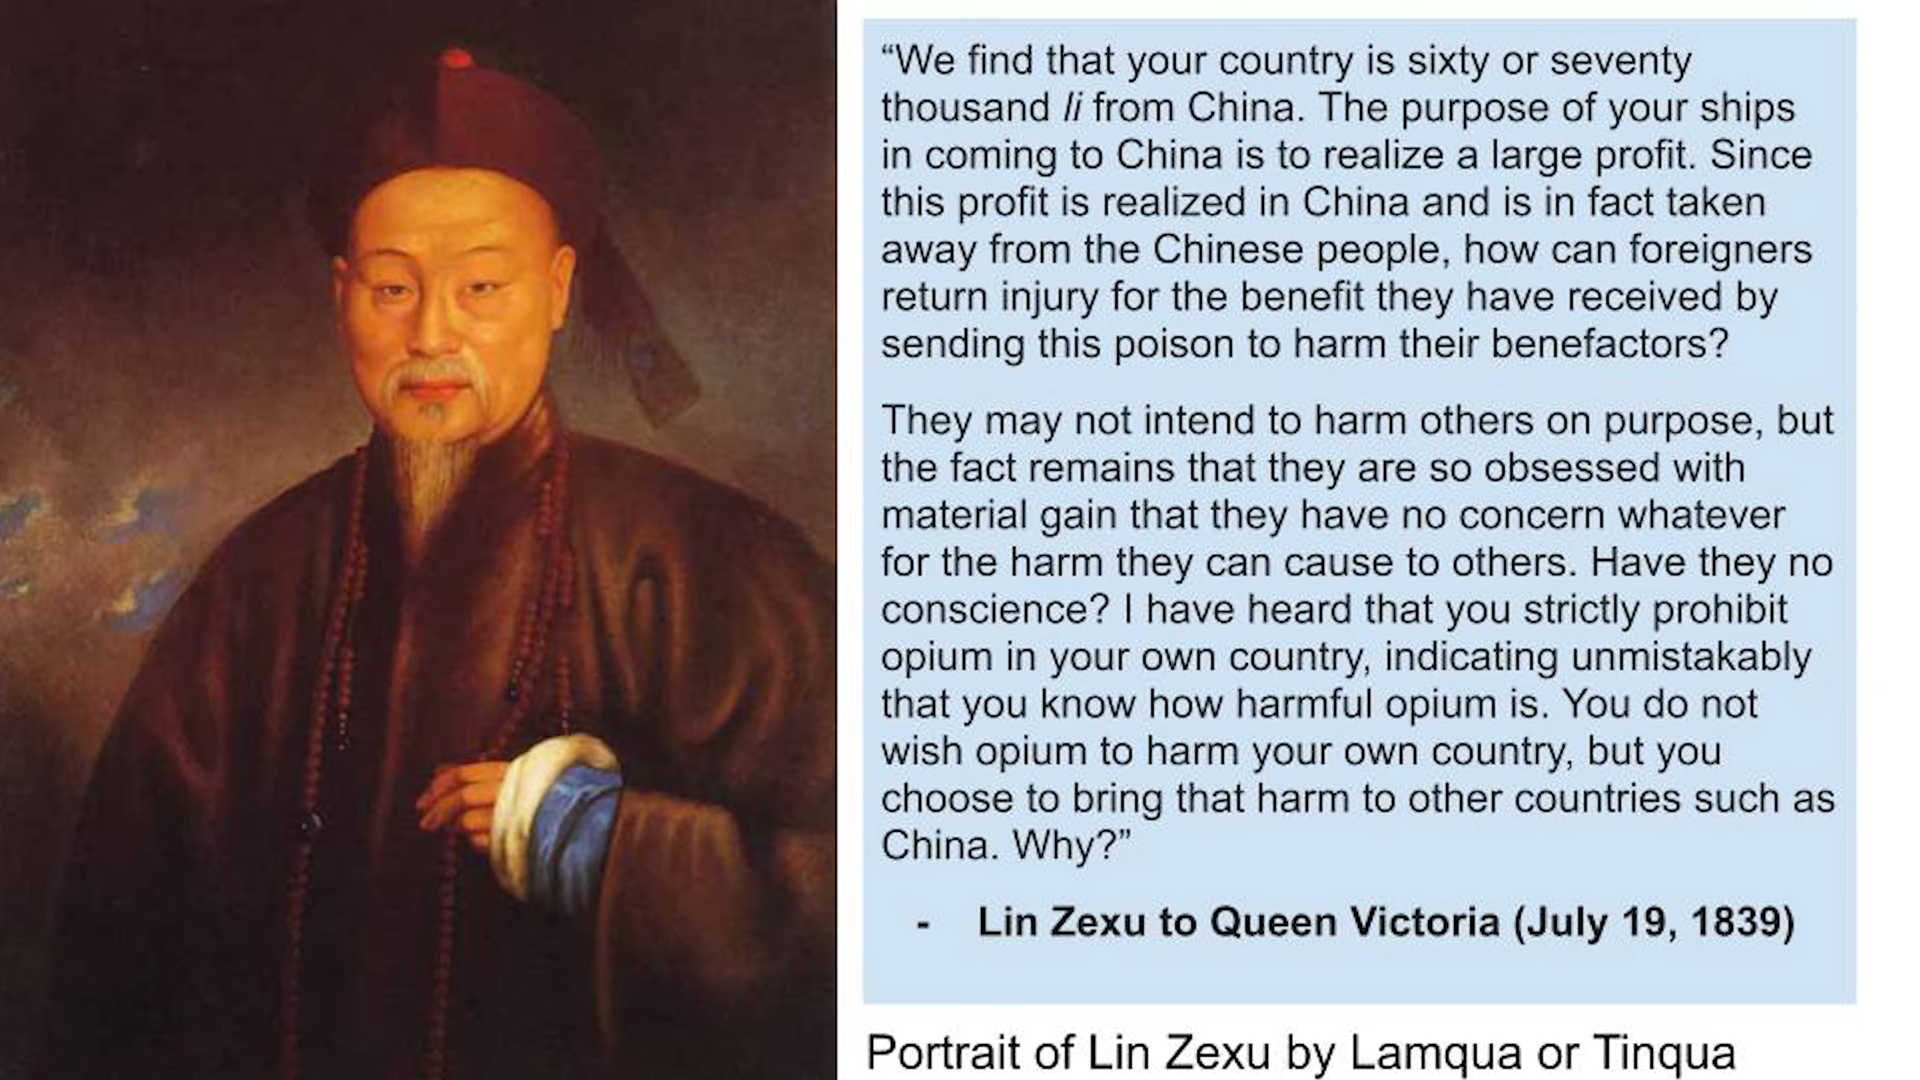 “We find that your country is sixty or seventy
thousand li from China. The purpose of your ships
in coming to China is to realize a large profit. Since
this profit is realized in China and is in fact taken
away from the Chinese people, how can foreigners
return injury for the benefit they have received by
sending this poison to harm their benefactors?
They may not intend to harm others on purpose, but
the fact remains that they are so obsessed with
material gain that they have no concern whatever
for the harm they can cause to others. Have they no
conscience? I have heard that you strictly prohibit
opium in your own country, indicating unmistakably
that you know how harmful opium is. You do not
wish opium to harm your own country, but you
choose to bring that harm to other countries such as
China. Why?”
- Lin Zexu to Queen Victoria (July 19, 1839)
Portrait of Lin Zexu by Lamqua or Tinqua